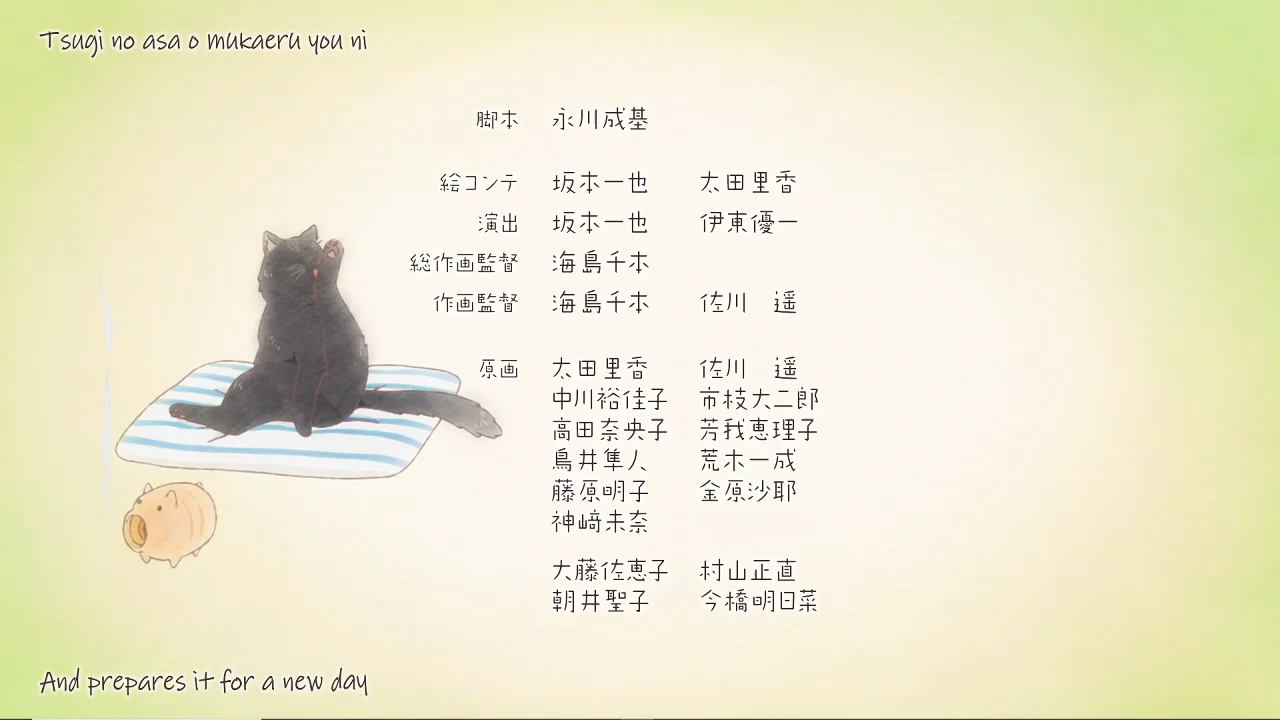 Tsugi no asa o mukaeru you ni
脚本 永川成基
絵コンテ 坂本一也 太田里香
演出 坂本一也 伊東優一
総作画監督 海島千本
作画監督 海島千本 佐川 遥
原画 太田里香 佐川 遥
中川裕佳子 市枝大二郎
高田奈央子 芳我恵理子
鳥井隼人 荒木一成
藤原明子 金原沙耶
神﨑未奈
大藤佐恵子 村山正直
朝井聖子 今橋明日菜
And prepares it for a new day